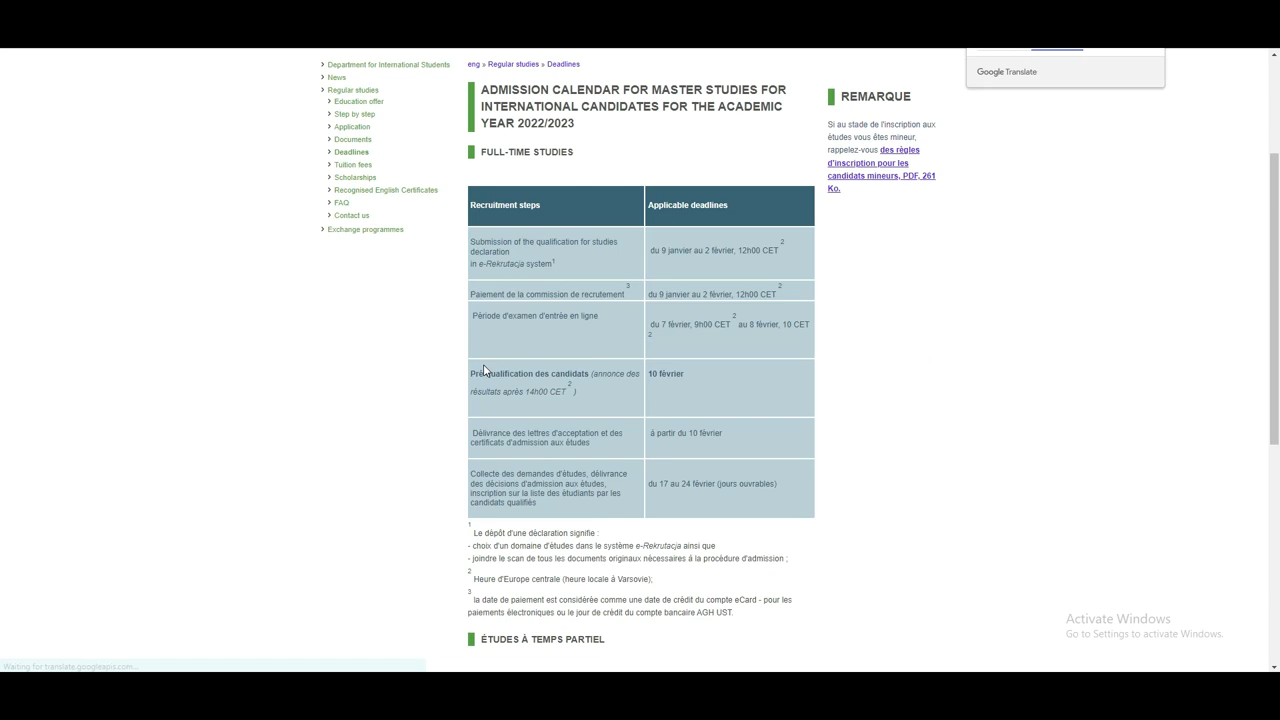 Department for International Students
News
Regular studies
Education offer
Step by step
Application
Documents
Deadlines
Tuition fees
Scholarships
Recognised English Certificates
FAQ
Contact us
Exchange programmes
eng » Regular studies » Deadlines
ADMISSION CALENDAR FOR MASTER STUDIES FOR
INTERNATIONAL CANDIDATES FOR THE ACADEMIC
YEAR 2022/2023
FULL-TIME STUDIES
Recruitment steps Applicable deadlines
Submission of the qualification for studies
declaration
in e-Rekrutacja system1
du 9 janvier au 2 février, 12h00 CET 2
Paiement de la commission de recrutement 3
du 9 janvier au 2 février, 12h00 CET 2
Période d'examen d'entrée en ligne
du 7 février, 9h00 CET 2 au 8 février, 10 CET
2
Préqualification des candidats (annonce des
résultats après 14h00 CET 2 )
10 février
Délivrance des lettres d'acceptation et des
certificats d'admission aux études
à partir du 10 février
Collecte des demandes d'études, délivrance
des décisions d'admission aux études,
inscription sur la liste des étudiants par les
candidats qualifiés
du 17 au 24 février (jours ouvrables)
1 Le dépôt d'une déclaration signifie :
- choix d'un domaine d'études dans le système e-Rekrutacja ainsi que
- joindre le scan de tous les documents originaux nécessaires à la procédure d'admission ;
2 Heure d'Europe centrale (heure locale à Varsovie);
3 la date de paiement est considérée comme une date de crédit du compte eCard - pour les
paiements électroniques ou le jour de crédit du compte bancaire AGH UST.
ÉTUDES À TEMPS PARTIEL
Google Translate
REMARQUE
Si au stade de l'inscription aux
études vous êtes mineur,
rappelez-vous des règles
d'inscription pour les
candidats mineurs, PDF, 261
Ko.
Activate Windows
Go to Settings to activate Windows.
Waiting for translate.googleapis.com...